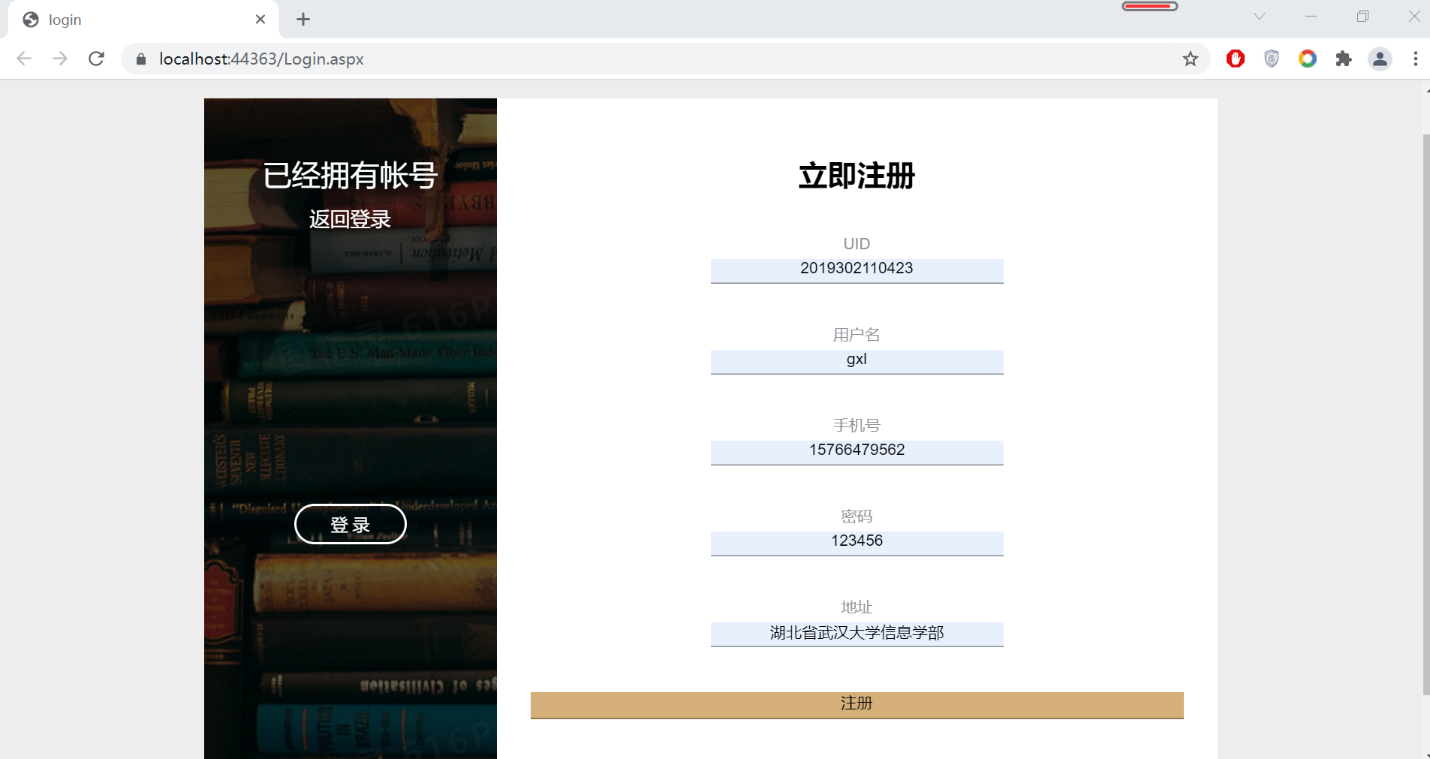 login
localhost:44363/Login.aspx
已经拥有帐号
返回登录
登 录
立即注册
UID
2019302110423
用户名
gxl
手机号
15766479562
密码
123456
地址
湖北省武汉大学信息学部
注册